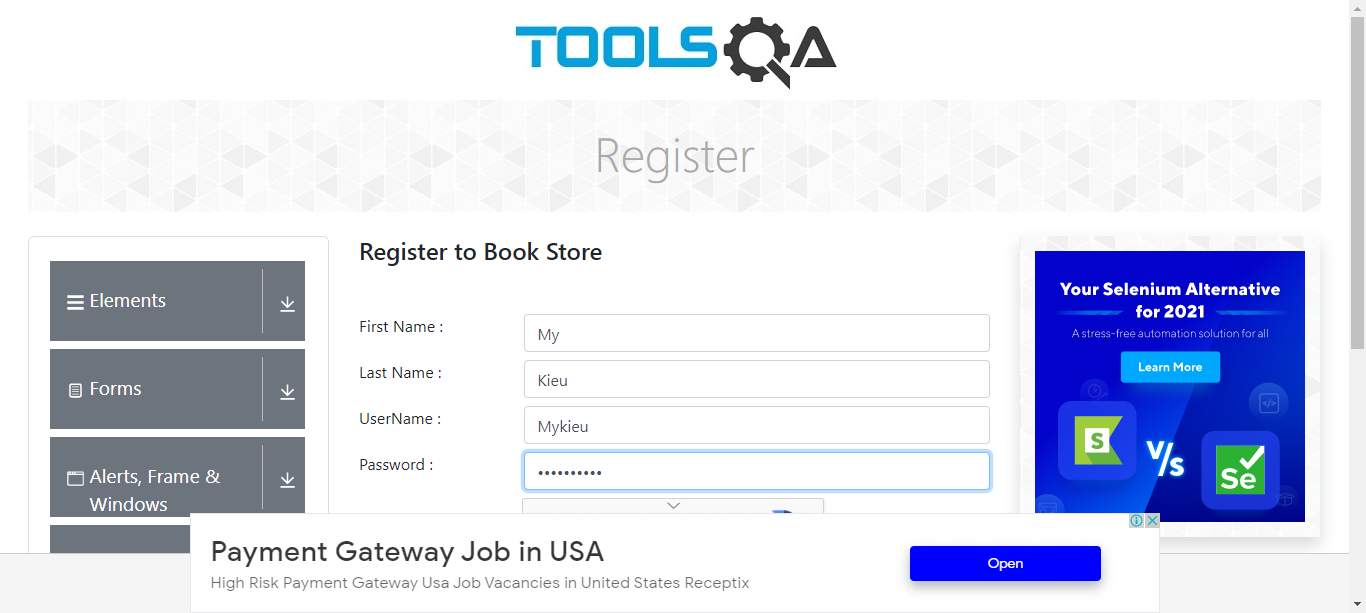 TOOLSQA
Register
Elements
Forms
Alerts, Frame &
Windows
Register to Book Store
First Name :
My
Last Name :
Kieu
UserName :
Mykieu
Password :
••••••••••
Your Selenium Alternative
for 2021
A stress-free automation solution for all
Learn More
S
V/s
Se
Payment Gateway Job in USA
High Risk Payment Gateway Usa Job Vacancies in United States Receptix
Open